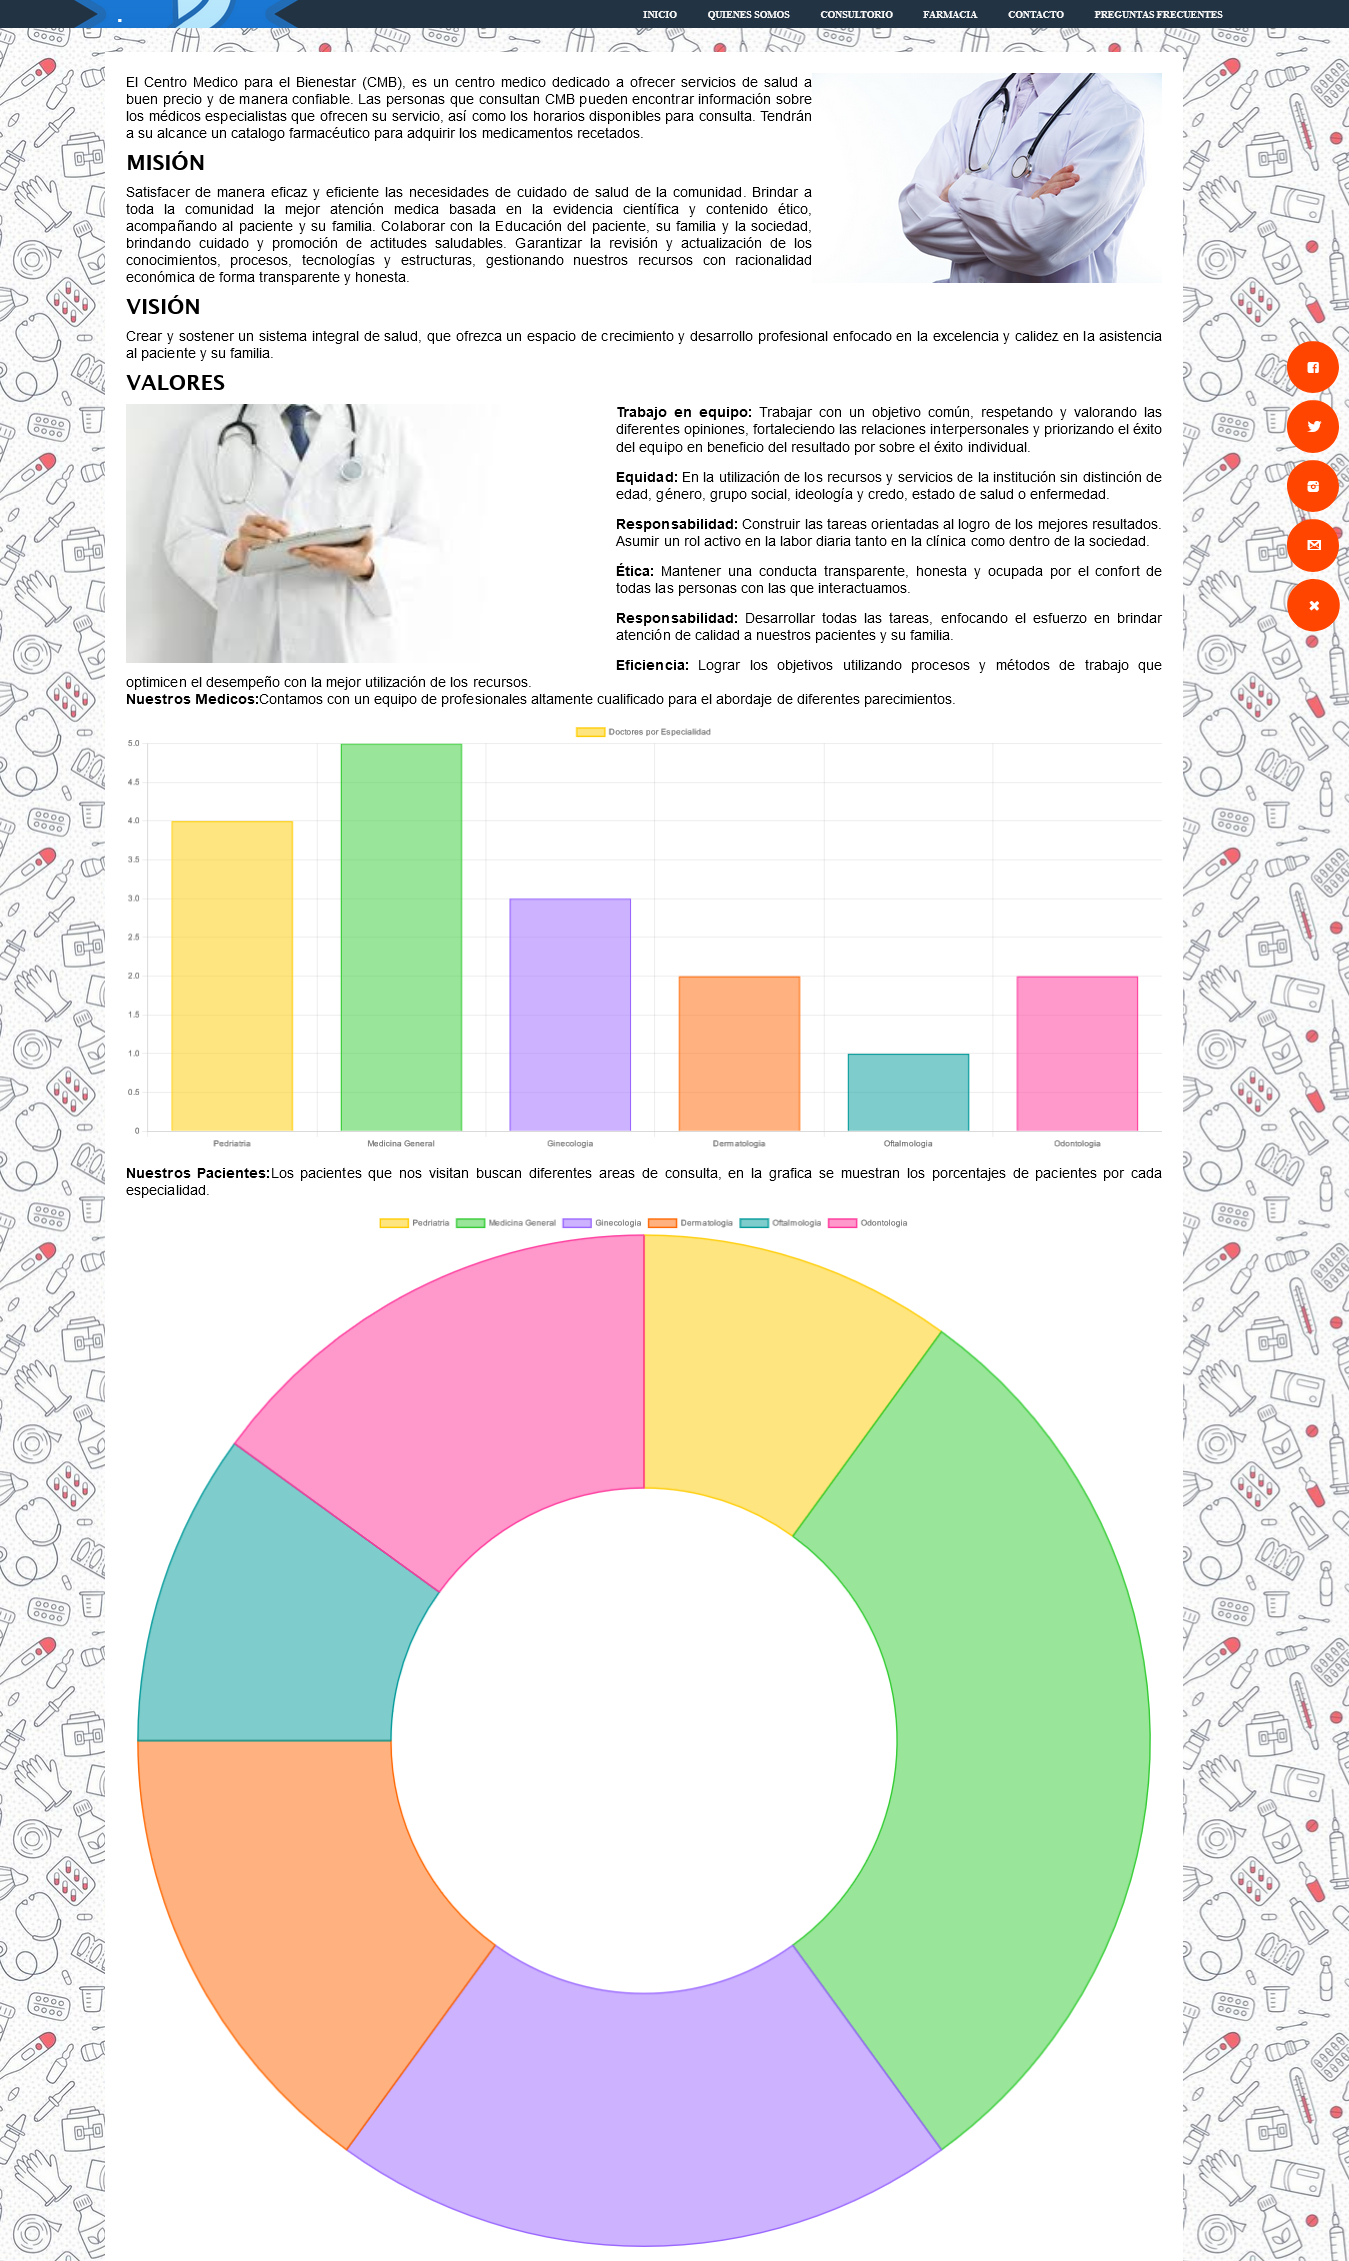 INICIO QUIENES SOMOS CONSULTORIO FARMACIA CONTACTO PREGUNTAS FRECUENTES
El Centro Medico para el Bienestar (CMB), es un centro medico dedicado a ofrecer servicios de salud a
buen precio y de manera confiable. Las personas que consultan CMB pueden encontrar información sobre
los médicos especialistas que ofrecen su servicio, así como los horarios disponibles para consulta. Tendrán
a su alcance un catalogo farmacéutico para adquirir los medicamentos recetados.
MISIÓN
Satisfacer de manera eficaz y eficiente las necesidades de cuidado de salud de la comunidad. Brindar a
toda la comunidad la mejor atención medica basada en la evidencia científica y contenido ético,
acompañando al paciente y su familia. Colaborar con la Educación del paciente, su familia y la sociedad,
brindando cuidado y promoción de actitudes saludables. Garantizar la revisión y actualización de los
conocimientos, procesos, tecnologías y estructuras, gestionando nuestros recursos con racionalidad
económica de forma transparente y honesta.
VISIÓN
Crear y sostener un sistema integral de salud, que ofrezca un espacio de crecimiento y desarrollo profesional enfocado en la excelencia y calidez en la asistencia
al paciente y su familia.
VALORES
Trabajo en equipo: Trabajar con un objetivo común, respetando y valorando las
diferentes opiniones, fortaleciendo las relaciones interpersonales y priorizando el éxito
del equipo en beneficio del resultado por sobre el éxito individual.
Equidad: En la utilización de los recursos y servicios de la institución sin distinción de
edad, género, grupo social, ideología y credo, estado de salud o enfermedad.
Responsabilidad: Construir las tareas orientadas al logro de los mejores resultados.
Asumir un rol activo en la labor diaria tanto en la clínica como dentro de la sociedad.
Ética: Mantener una conducta transparente, honesta y ocupada por el confort de
todas las personas con las que interactuamos.
Responsabilidad: Desarrollar todas las tareas, enfocando el esfuerzo en brindar
atención de calidad a nuestros pacientes y su familia.
Eficiencia: Lograr los objetivos utilizando procesos y métodos de trabajo que
optimicen el desempeño con la mejor utilización de los recursos.
Nuestros Medicos:Contamos con un equipo de profesionales altamente cualificado para el abordaje de diferentes parecimientos.
Doctores por Especialidad
5.0
4.5
4.0
3.5
3.0
2.5
2.0
1.5
1.0
0.5
0
Pedriatria Medicina General Ginecologia Dermatologia Oftalmologia Odontologia
Nuestros Pacientes:Los pacientes que nos visitan buscan diferentes areas de consulta, en la grafica se muestran los porcentajes de pacientes por cada
especialidad.
Pedriatria Medicina General Ginecologia Dermatologia Oftalmologia Odontologia